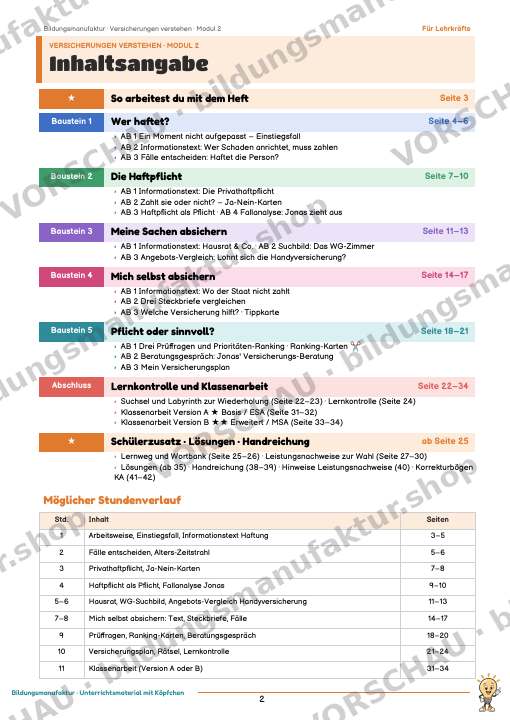 Bildungsmanufaktur · Versicherungen verstehen · Modul 2 Für Lehrkräfte
VERSICHERUNGEN VERSTEHEN · MODUL 2
Inhaltsangabe
★ So arbeitest du mit dem Heft Seite 3
Baustein 1 Wer haftet? Seite 4–6
› AB 1 Ein Moment nicht aufgepasst – Einstiegsfall
› AB 2 Informationstext: Wer Schaden anrichtet, muss zahlen
› AB 3 Fälle entscheiden: Haftet die Person?
Baustein 2 Die Haftpflicht Seite 7–10
› AB 1 Informationstext: Die Privathaftpflicht
› AB 2 Zahlt sie oder nicht? – Ja-Nein-Karten
› AB 3 Haftpflicht als Pflicht · AB 4 Fallanalyse: Jonas zieht aus
Baustein 3 Meine Sachen absichern Seite 11–13
› AB 1 Informationstext: Hausrat & Co. · AB 2 Suchbild: Das WG-Zimmer
› AB 3 Angebots-Vergleich: Lohnt sich die Handyversicherung?
Baustein 4 Mich selbst absichern Seite 14–17
› AB 1 Informationstext: Wo der Staat nicht zahlt
› AB 2 Drei Steckbriefe vergleichen
› AB 3 Welche Versicherung hilft? · Tippkarte
Baustein 5 Pflicht oder sinnvoll? Seite 18–21
› AB 1 Drei Prüffragen und Prioritäten-Ranking · Ranking-Karten ✂
› AB 2 Beratungsgespräch: Jonas' Versicherungs-Beratung
› AB 3 Mein Versicherungsplan
Abschluss Lernkontrolle und Klassenarbeit Seite 22–34
› Suchsel und Labyrinth zur Wiederholung (Seite 22–23) · Lernkontrolle (Seite 24)
› Klassenarbeit Version A ★ Basis / ESA (Seite 31–32)
› Klassenarbeit Version B ★★ Erweitert / MSA (Seite 33–34)
★ Schülerzusatz · Lösungen · Handreichung ab Seite 25
› Lernweg und Wortbank (Seite 25–26) · Leistungsnachweise zur Wahl (Seite 27–30)
› Lösungen (ab 35) · Handreichung (38–39) · Hinweise Leistungsnachweise (40) · Korrekturbögen
KA (41–42)
Möglicher Stundenverlauf
Std. Inhalt Seiten
1 Arbeitsweise, Einstiegsfall, Informationstext Haftung 3–5
2 Fälle entscheiden, Alters-Zeitstrahl 5–6
3 Privathaftpflicht, Ja-Nein-Karten 7–8
4 Haftpflicht als Pflicht, Fallanalyse Jonas 9–10
5–6 Hausrat, WG-Suchbild, Angebots-Vergleich Handyversicherung 11–13
7–8 Mich selbst absichern: Text, Steckbriefe, Fälle 14–17
9 Prüffragen, Ranking-Karten, Beratungsgespräch 18–20
10 Versicherungsplan, Rätsel, Lernkontrolle 21–24
11 Klassenarbeit (Version A oder B) 31–34
Bildungsmanufaktur · Unterrichtsmaterial mit Köpfchen
2
VORSCHAU · bildungsmanufaktur.shop